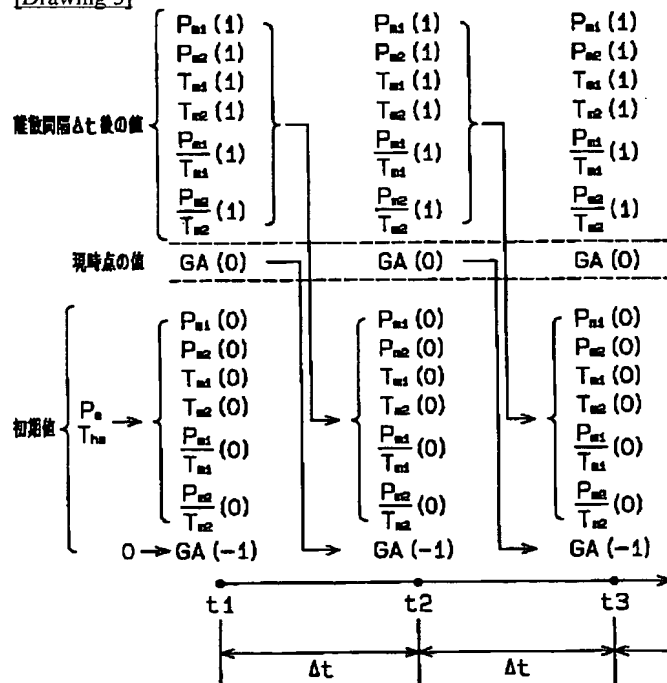 [Drawing 5]
Pm1(1) Pm1(1) Pm1(1)
Pm2(1) Pm2(1) Pm2(1)
Tm1(1) Tm1(1) Tm1(1)
離散間隔Δt後の値 Tm2(1) Tm2(1) Tm2(1)
Pm1/Tm1(1) Pm1/Tm1(1) Pm1/Tm1(1)
Pm2/Tm2(1) Pm2/Tm2(1) Pm2/Tm2(1)
現時点の値 GA(0) GA(0) GA(0)
Pm1(0) Pm1(0) Pm1(0)
Pm2(0) Pm2(0) Pm2(0)
Tm1(0) Tm1(0) Tm1(0)
初期値 Pa Tha → Tm2(0) Tm2(0) Tm2(0)
Pm1/Tm1(0) Pm1/Tm1(0) Pm1/Tm1(0)
Pm2/Tm2(0) Pm2/Tm2(0) Pm2/Tm2(0)
0→GA(-1) GA(-1) GA(-1)
t1 t2 t3
Δt Δt